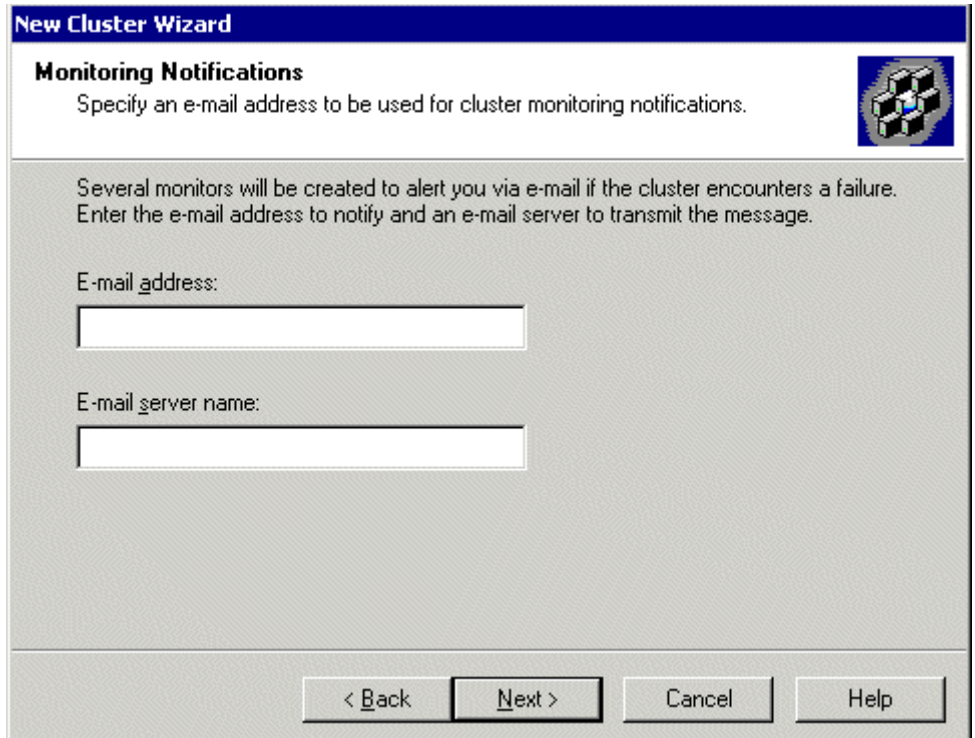 New Cluster Wizard
Monitoring Notifications
Specify an e-mail address to be used for cluster monitoring notifications.
Several monitors will be created to alert you via e-mail if the cluster encounters a failure.
Enter the e-mail address to notify and an e-mail server to transmit the message.
E-mail address:
E-mail server name:
< Back Next > Cancel Help